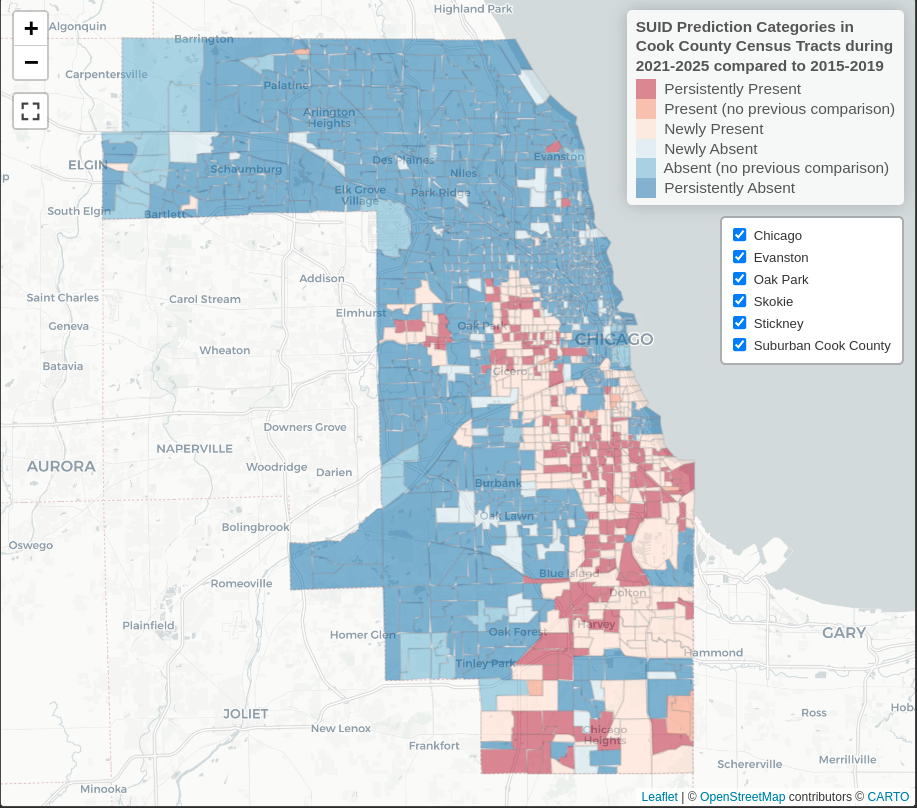 Highland Park
+
Algonquin
−
Barrington
Carpentersville
Palatine
Arlington
Heights
ELGIN
Schaumburg
Des Plaines
Niles
Evanston
Elk Grove
Village
Park Ridge
South Elgin
Bartlett
SUID Prediction Categories in
Cook County Census Tracts during
2021-2025 compared to 2015-2019
Persistently Present
Present (no previous comparison)
Newly Present
Newly Absent
Absent (no previous comparison)
Persistently Absent
Chicago
Evanston
Oak Park
Skokie
Stickney
Suburban Cook County
Addison
Saint Charles
Carol Stream
Elmhurst
Geneva
Oak Park
CHICAGO
Wheaton
Batavia
Cicero
Downers Grove
NAPERVILLE
AURORA
Woodridge
Darien
Burbank
Oak Lawn
Bolingbrook
Oswego
Romeoville
Blue Island
Dolton
Plainfield
Homer Glen
Oak Forest
Harvey
GARY
Tinley Park
Hammond
JOLIET
New Lenox
Frankfort
Chicago
Heights
Ross
Hoba
Schererville
Merrillville
Minooka
Leaflet | © OpenStreetMap contributors © CARTO